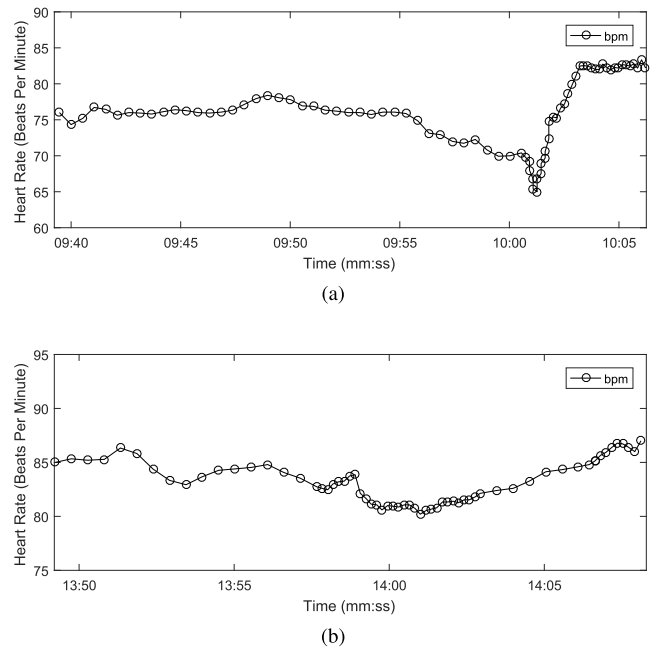 90
85
80
75
70
65
60
Heart Rate (Beats Per Minute)
bpm
09:40 09:45 09:50 09:55 10:00 10:05
Time (mm:ss)
(a)
95
90
85
80
75
Heart Rate (Beats Per Minute)
bpm
13:50 13:55 14:00 14:05
Time (mm:ss)
(b)